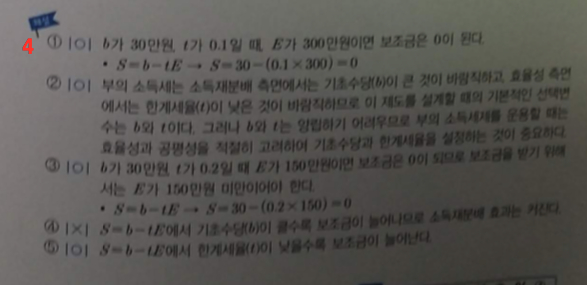 해설
4
① |O| b가 30만원, t가 0.1일 때, E가 300만원이면 보조금은 0이 된다.
• S=b-tE → S=30-(0.1×300)=0
② |O| 부의 소득세는 소득재분배 측면에서는 기초수당(b)이 큰 것이 바람직하고, 효율성 측면
에서는 한계세율(t)이 낮은 것이 바람직하므로 이 제도를 설계할 때의 기본적인 선택변
수는 b와 t이다. 그러나 b와 t는 양립하기 어려우므로 부의 소득세제를 운용할 때는
효율성과 공평성을 적절히 고려하여 기초수당과 한계세율을 설정하는 것이 중요하다.
③ |O| b가 30만원, t가 0.2일 때 E가 150만원이면 보조금은 0이 되므로 보조금을 받기 위해
서는 E가 150만원 미만이어야 한다.
• S=b-tE → S=30-(0.2×150)=0
④ |×| S=b-tE에서 기초수당(b)이 클수록 보조금이 늘어나므로 소득재분배 효과는 커진다.
⑤ |O| S=b-tE에서 한계세율(t)이 낮을수록 보조금이 늘어난다.